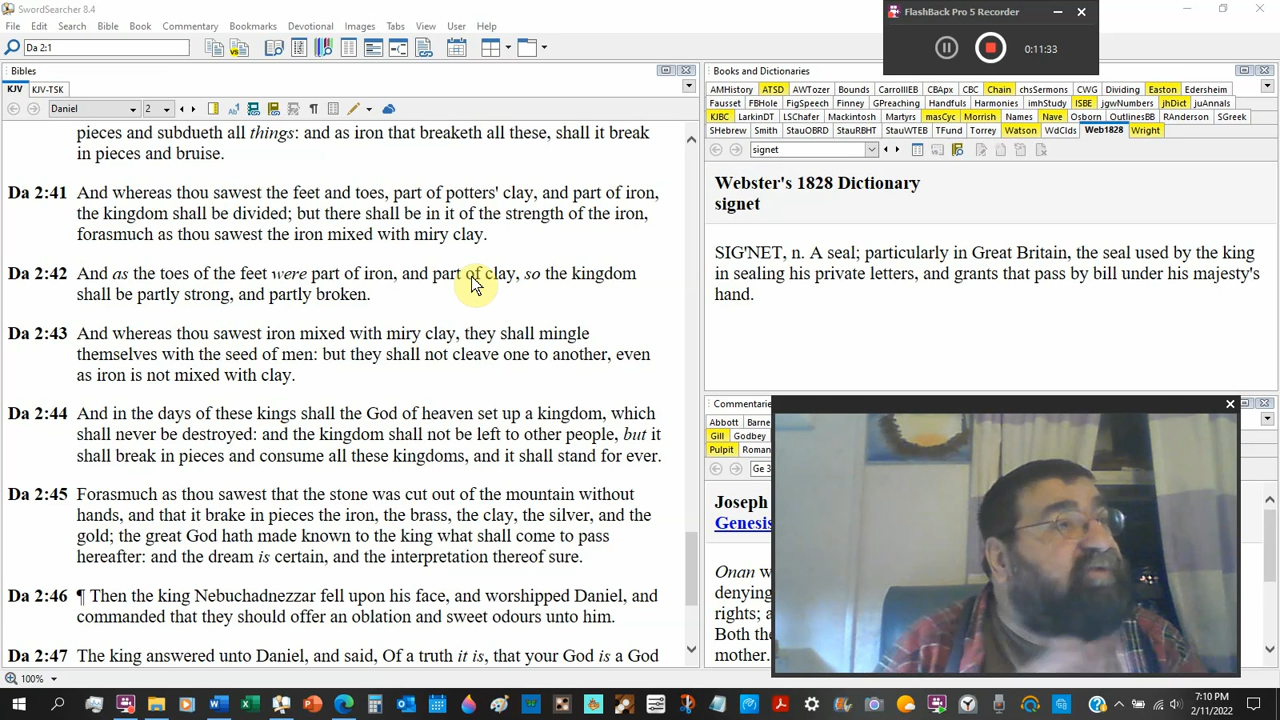 SwordSearcher 8.4
File Edit Search Bible Book Commentary Bookmarks Devotional Images Tabs View User Help
Da 2:1
FlashBack Pro 5 Recorder
0:11:33
Bibles
KJV KJV-TSK
Daniel 2
pieces and subdueth all things: and as iron that breaketh all these, shall it break
in pieces and bruise.
Da 2:41 And whereas thou sawest the feet and toes, part of potters' clay, and part of iron,
the kingdom shall be divided; but there shall be in it of the strength of the iron,
forasmuch as thou sawest the iron mixed with miry clay.
Da 2:42 And as the toes of the feet were part of iron, and part of clay, so the kingdom
shall be partly strong, and partly broken.
Da 2:43 And whereas thou sawest iron mixed with miry clay, they shall mingle
themselves with the seed of men: but they shall not cleave one to another, even
as iron is not mixed with clay.
Da 2:44 And in the days of these kings shall the God of heaven set up a kingdom, which
shall never be destroyed: and the kingdom shall not be left to other people, but it
shall break in pieces and consume all these kingdoms, and it shall stand for ever.
Da 2:45 Forasmuch as thou sawest that the stone was cut out of the mountain without
hands, and that it brake in pieces the iron, the brass, the clay, the silver, and the
gold; the great God hath made known to the king what shall come to pass
hereafter: and the dream is certain, and the interpretation thereof sure.
Da 2:46 ¶ Then the king Nebuchadnezzar fell upon his face, and worshipped Daniel, and
commanded that they should offer an oblation and sweet odours unto him.
Da 2:47 The king answered unto Daniel, and said, Of a truth it is, that your God is a God
100%
Books and Dictionaries
AMHistory ATSD AWTozer Bounds CarrollEB CBApx CBC Chain chsSermons CWG Dividing Easton Edersheim
Fausset FBHole FigSpeech Finney GPreaching Handfuls Harmonies imhStudy ISBE jgwNumbers jhDict juAnnals
KJBC LarkinDT LSChafer Mackintosh Martyrs masCyc Morrish Names Nave Osborn OutlinesBB RAnderson SGreek
SHebrew Smith StauOBRD StauRBHT StauWTEB TFund Torrey Watson WdClds Web1828 Wright
signet
Webster's 1828 Dictionary
signet
SIG'NET, n. A seal; particularly in Great Britain, the seal used by the king
in sealing his private letters, and grants that pass by bill under his majesty's
hand.
Commentaries
Abbott Barne
Gill Godbey
Pulpit Roman
Ge 3
Joseph
Genesis
Onan w
denying
rights; a
Both the
mother.
7:10 PM
2/11/2022